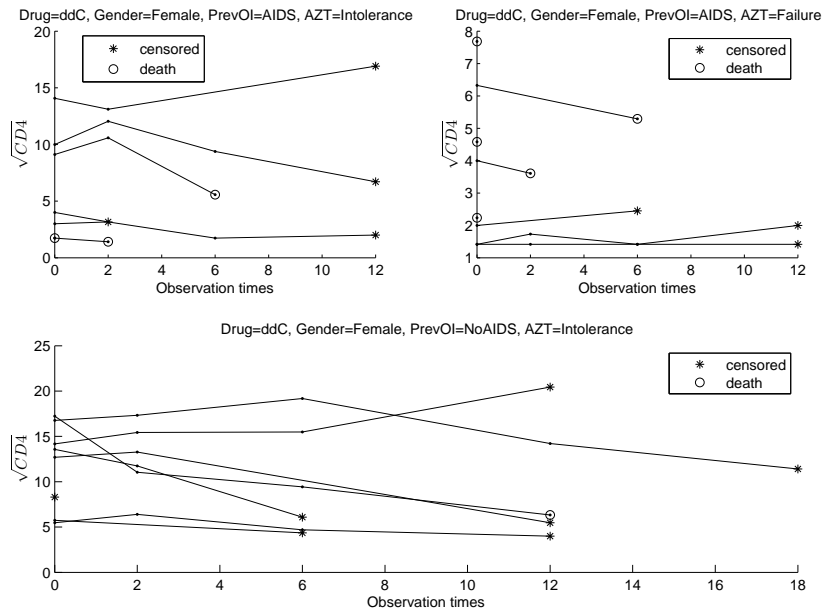 Drug=ddC, Gender=Female, PrevOI=AIDS, AZT=Intolerance
20
15
10
5
0
√CD4
censored
death
0 2 4 6 8 10 12
Observation times
Drug=ddC, Gender=Female, PrevOI=AIDS, AZT=Failure
8
7
6
5
4
3
2
1
√CD4
censored
death
0 2 4 6 8 10 12
Observation times
Drug=ddC, Gender=Female, PrevOI=NoAIDS, AZT=Intolerance
25
20
15
10
5
0
√CD4
censored
death
0 2 4 6 8 10 12 14 16 18
Observation times